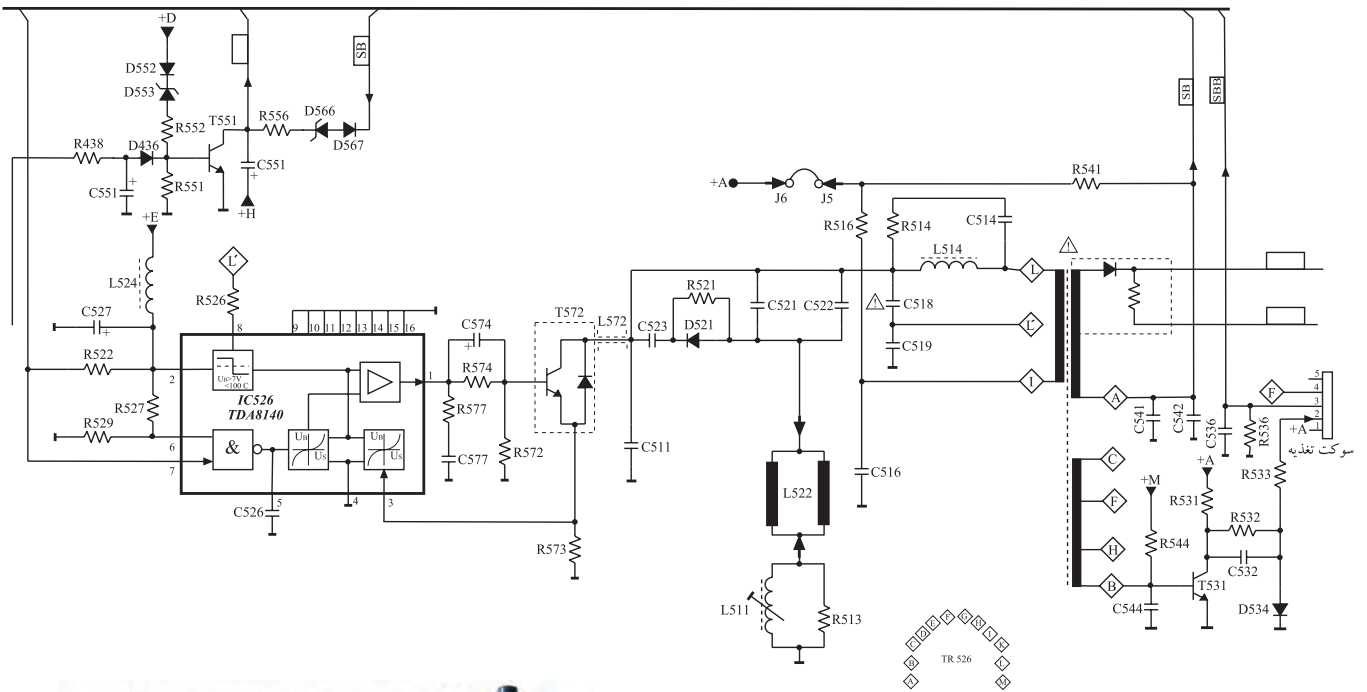 +D
D552
D553
R552
T551
R556
D566
D567
SB
R438
D436
C551
R551
C551
+H
+E
L524
L'
R526
C527
R522
R527
R529
8
9 10 11 12 13 14 15 16
2
UB>7V
<100 C
IC526
TDA8140
1
6
7
&
UB
US
UB
US
5
4
3
C526
C574
R574
R577
C577
R572
T572
L572
R573
C523
R521
D521
C521
C522
C511
L522
L511
R513
+A
J6
J5
R541
R516
R514
C514
L514
C518
C519
C516
L
L'
I
SB
SBB
A
C541
C542
C536
R536
F
5
4
3
2
1
+A
سوکت تغذیه
C
F
H
B
+M
R544
C544
+A
R531
R532
C532
T531
R533
D534
A B C D E F G H I K L M
TR 526